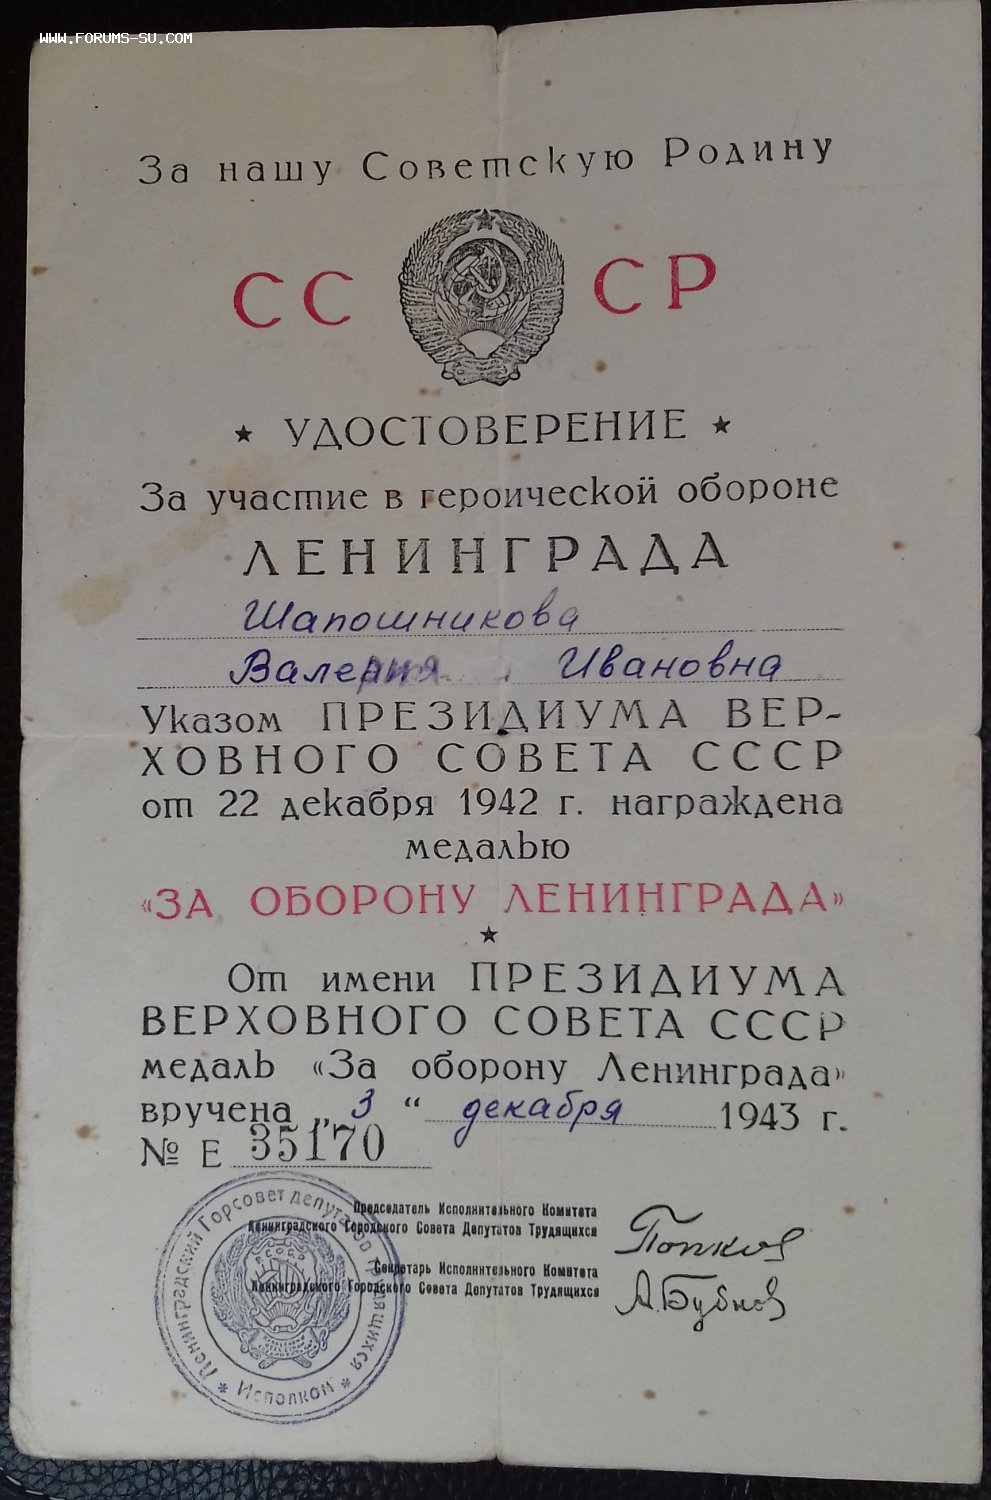 www.forums-su.com
За нашу Советскую Родину
СС СР
★ УДОСТОВЕРЕНИЕ ★
За участие в героической обороне
ЛЕНИНГРАДА
Шапошникова
Валерия Ивановна
Указом ПРЕЗИДИУМА ВЕР-
ХОВНОГО СОВЕТА СССР
от 22 декабря 1942 г. награждена
медалью
«ЗА ОБОРОНУ ЛЕНИНГРАДА»
★
От имени ПРЕЗИДИУМА
ВЕРХОВНОГО СОВЕТА СССР
медаль «За оборону Ленинграда»
вручена „3“ декабря 1943 г.
№ Е 35170
Председатель Исполнительного Комитета
Ленинградского Городского Совета Депутатов Трудящихся
Попков
Секретарь Исполнительного Комитета
Ленинградского Городского Совета Депутатов Трудящихся
А.Бубнов
Ленинградский Горсовет депутатов трудящихся
* Исполком *
РСФСР